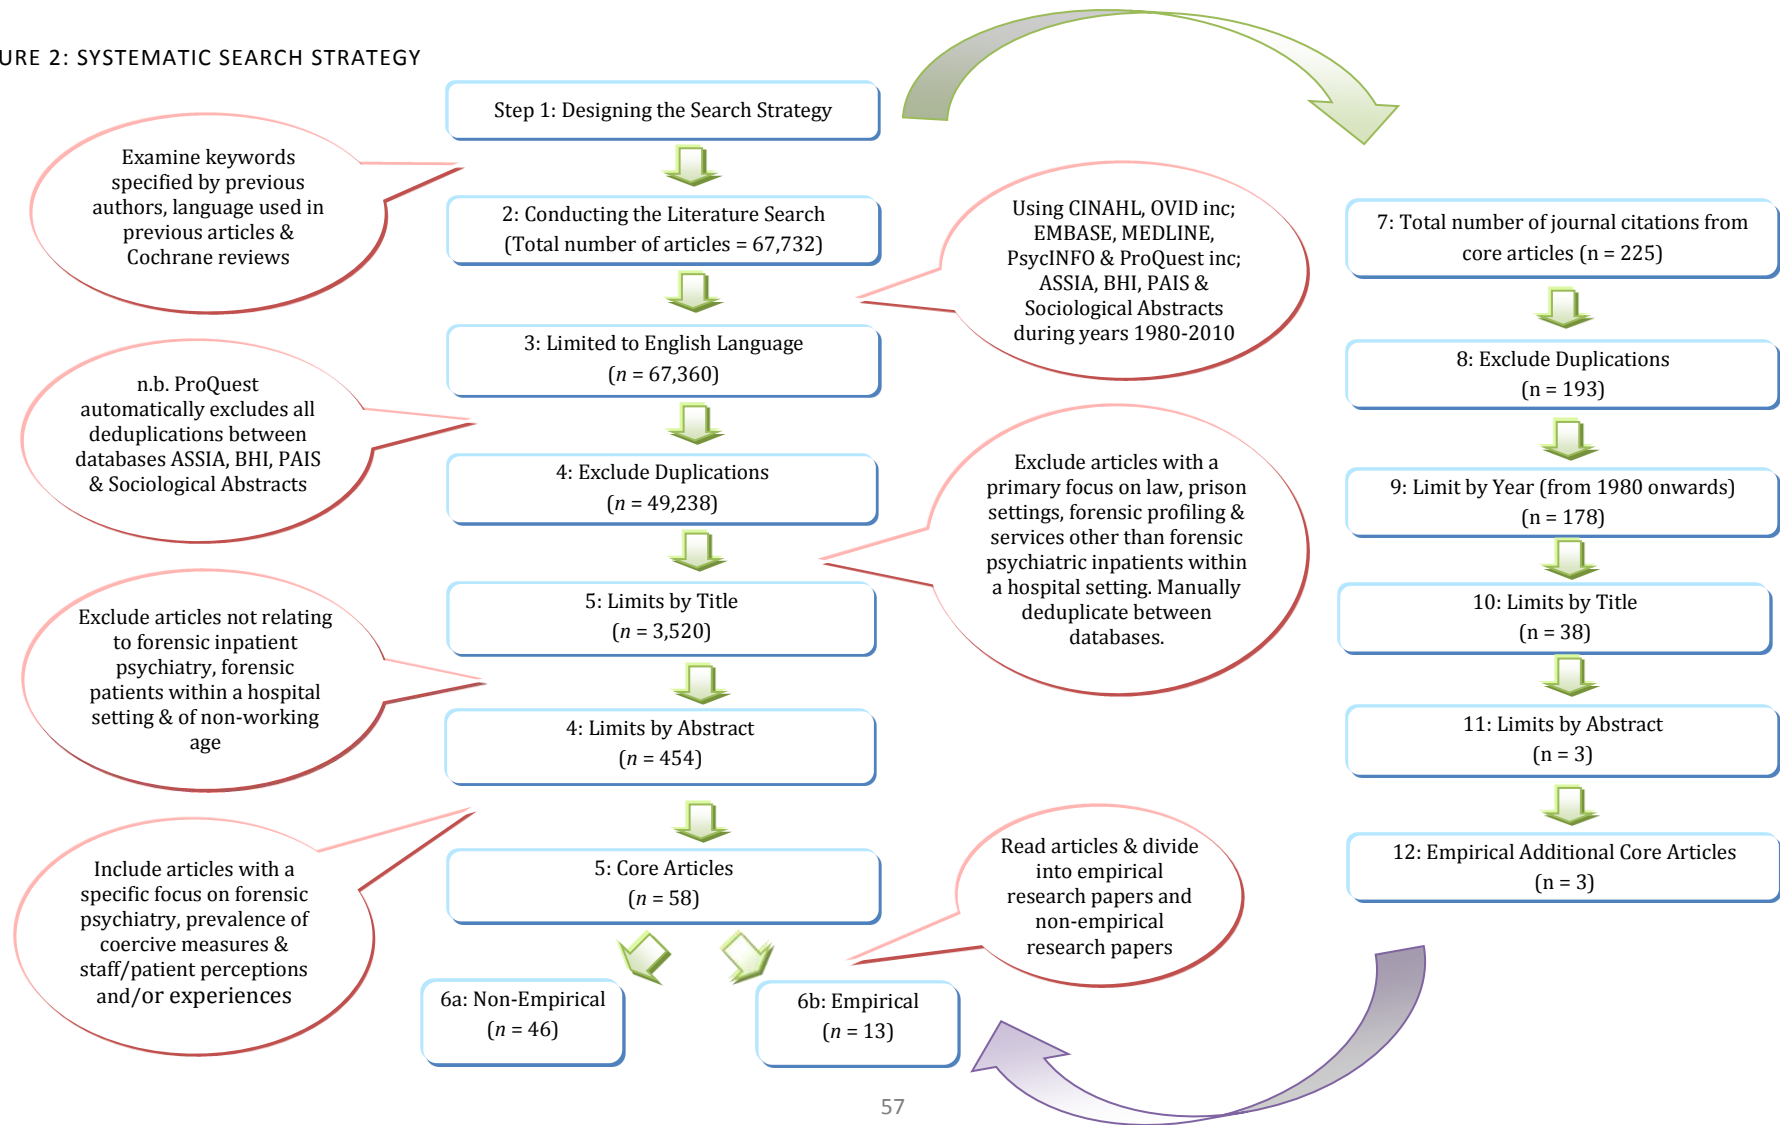 URE 2: SYSTEMATIC SEARCH STRATEGY
Step 1: Designing the Search Strategy
Examine keywords
specified by previous
authors, language used in
previous articles &
Cochrane reviews
2: Conducting the Literature Search
(Total number of articles = 67,732)
Using CINAHL, OVID inc;
EMBASE, MEDLINE,
PsycINFO & ProQuest inc;
ASSIA, BHI, PAIS &
Sociological Abstracts
during years 1980-2010
3: Limited to English Language
(n = 67,360)
n.b. ProQuest
automatically excludes all
deduplications between
databases ASSIA, BHI, PAIS
& Sociological Abstracts
4: Exclude Duplications
(n = 49,238)
Exclude articles with a
primary focus on law, prison
settings, forensic profiling &
services other than forensic
psychiatric inpatients within
a hospital setting. Manually
deduplicate between
databases.
5: Limits by Title
(n = 3,520)
Exclude articles not relating
to forensic inpatient
psychiatry, forensic
patients within a hospital
setting & of non-working
age
4: Limits by Abstract
(n = 454)
Include articles with a
specific focus on forensic
psychiatry, prevalence of
coercive measures &
staff/patient perceptions
and/or experiences
5: Core Articles
(n = 58)
Read articles & divide
into empirical
research papers and
non-empirical
research papers
6a: Non-Empirical
(n = 46)
6b: Empirical
(n = 13)
7: Total number of journal citations from
core articles (n = 225)
8: Exclude Duplications
(n = 193)
9: Limit by Year (from 1980 onwards)
(n = 178)
10: Limits by Title
(n = 38)
11: Limits by Abstract
(n = 3)
12: Empirical Additional Core Articles
(n = 3)
57